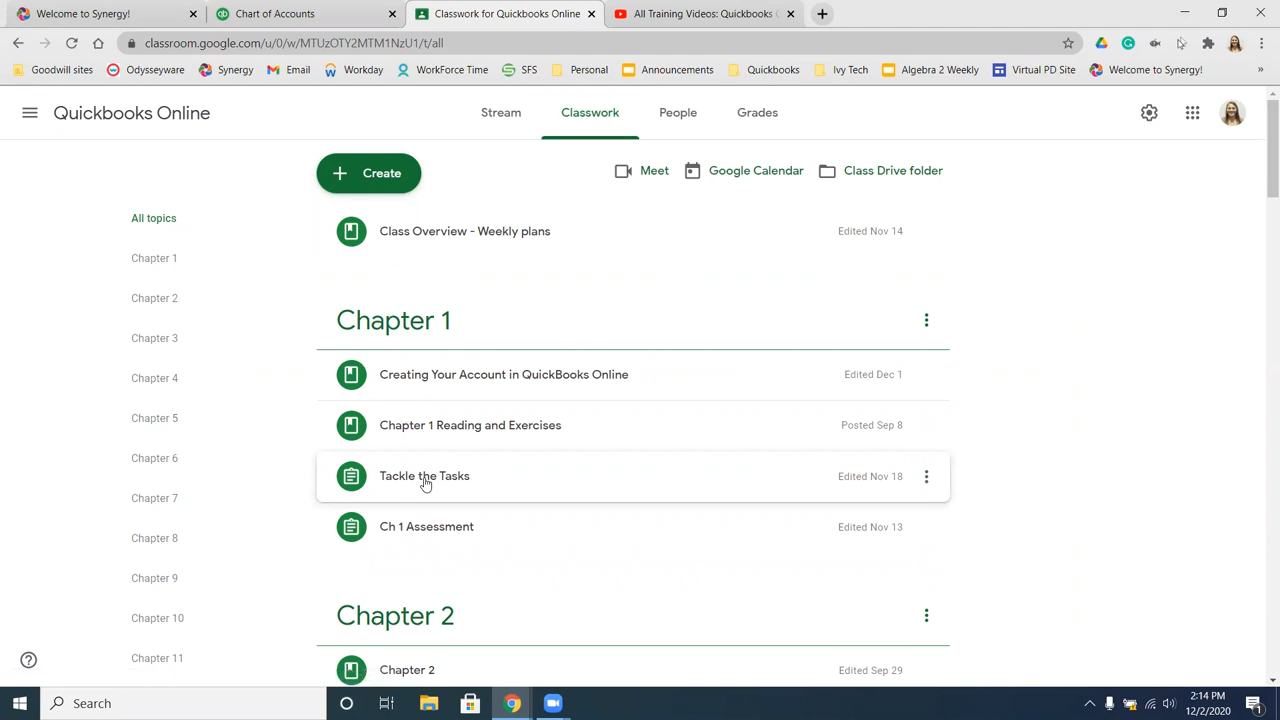 Welcome to Synergy!
Chart of Accounts
Classwork for Quickbooks Online
All Training Videos: Quickbooks O
classroom.google.com/u/0/w/MTUzOTY2MTM1NzU1/t/all
Goodwill sites
Odysseyware
Synergy
Email
Workday
WorkForce Time
SFS
Personal
Announcements
Quickbooks
Ivy Tech
Algebra 2 Weekly
Virtual PD Site
Welcome to Synergy!
Quickbooks Online
Stream
Classwork
People
Grades
Create
Meet
Google Calendar
Class Drive folder
All topics
Chapter 1
Chapter 2
Chapter 3
Chapter 4
Chapter 5
Chapter 6
Chapter 7
Chapter 8
Chapter 9
Chapter 10
Chapter 11
Class Overview - Weekly plans
Edited Nov 14
Chapter 1
Creating Your Account in QuickBooks Online
Edited Dec 1
Chapter 1 Reading and Exercises
Posted Sep 8
Tackle the Tasks
Edited Nov 18
Ch 1 Assessment
Edited Nov 13
Chapter 2
Chapter 2
Edited Sep 29
Search
2:14 PM
12/2/2020